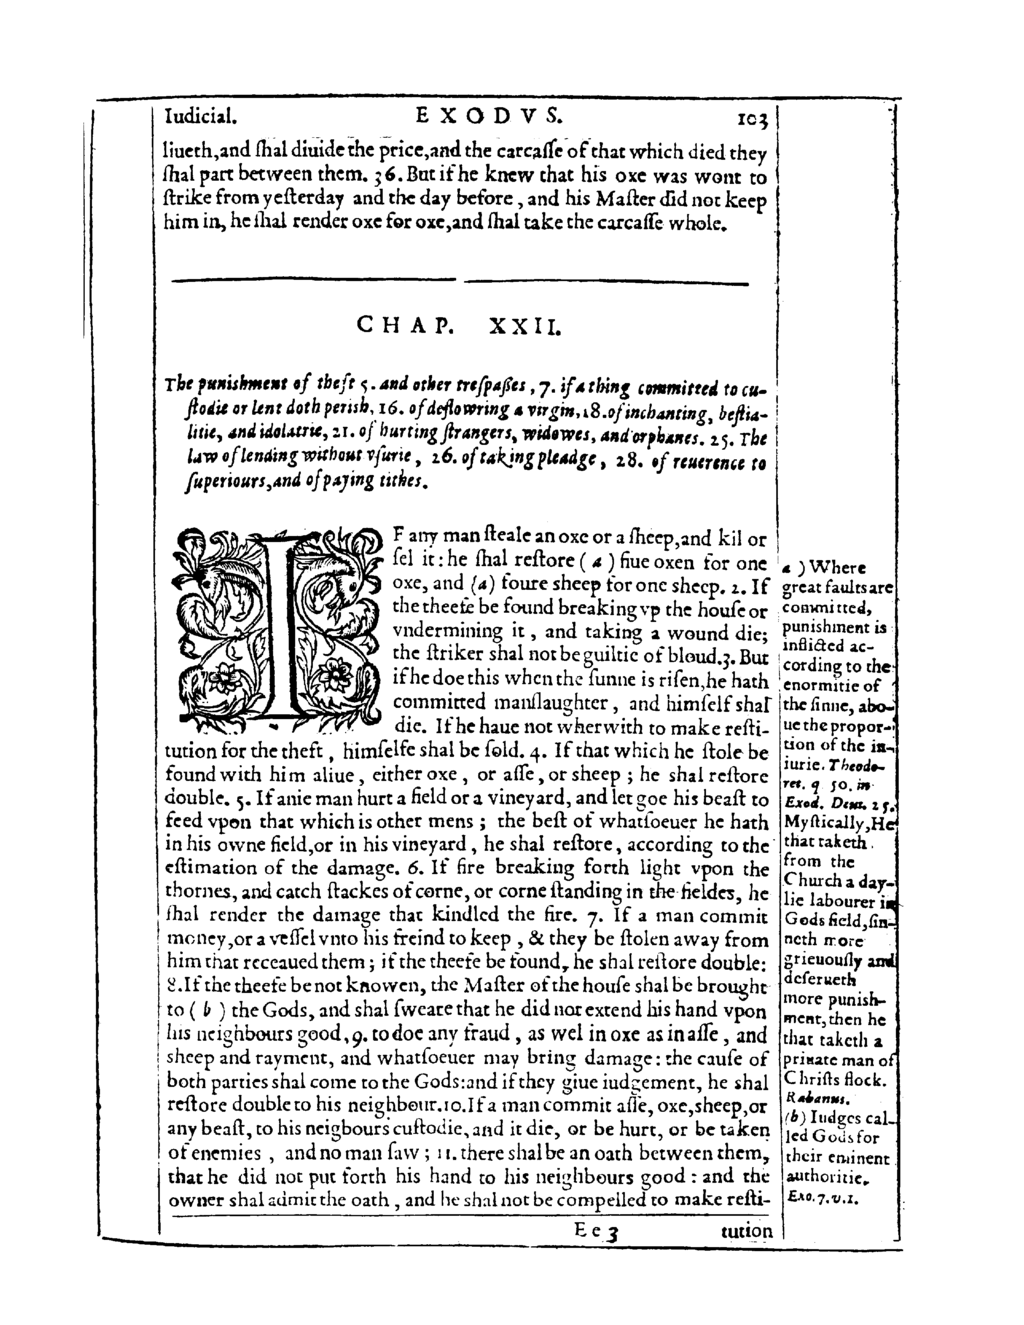 Iudicial. EXODVS. 103
liueth,and ſhal diuide the price,and the carcaſſe of that which died they
ſhal part between them. 36. But if he knew that his oxe was wont to
ſtrike from yeſterday and the day before , and his Maſter did not keep
him in, he ſhal render oxe for oxe,and ſhal take the carcaſſe whole.
CHAP. XXII.
The punishment of theft 5. and other treſpaſſes , 7. if a thing committed to cu-
ſtodie or lent doth perish, 16. of deflowring a virgin, 18. of inchanting, beſtia-
litie, and idolatrie, 21. of hurting ſtrangers, widowes, and orphanes. 25. The
law of lending without vſurie , 26. of taking pleadge , 28. of reuerence to
ſuperiours,and of paying tithes.
IF any man ſteale an oxe or a ſheep,and kil or
ſel it : he ſhal reſtore ( a ) fiue oxen for one
oxe, and (a) foure sheep for one sheep. 2. If
the theefe be found breaking vp the houſe or
vndermining it , and taking a wound die;
the ſtriker shal not be guiltie of bloud. 3. But
if he doe this when the ſunne is riſen,he hath
committed manſlaughter , and himſelf shal
die. If he haue not wherwith to make reſti-
tution for the theft , himſelfe shal be ſold. 4. If that which he ſtole be
found with him aliue , either oxe , or aſſe , or sheep ; he shal reſtore
double. 5. If anie man hurt a field or a vineyard, and let goe his beaſt to
feed vpon that which is other mens ; the beſt of whatſoeuer he hath
in his owne field,or in his vineyard , he shal reſtore, according to the
eſtimation of the damage. 6. If fire breaking forth light vpon the
thornes, and catch ſtackes of corne, or corne ſtanding in the fieldes, he
ſhal render the damage that kindled the fire. 7. If a man commit
money,or a veſſel vnto his freind to keep , & they be ſtolen away from
him that receaued them ; if the theefe be found, he shal reſtore double:
8. If the theefe be not knowen, the Maſter of the houſe shal be brought
to ( b ) the Gods, and shal ſweare that he did not extend his hand vpon
his neighbours good, 9. to doe any fraud , as wel in oxe as in aſſe , and
sheep and rayment, and whatſoeuer may bring damage : the cauſe of
both parties shal come to the Gods:and if they giue iudgement, he shal
reſtore double to his neighbour. 10. If a man commit aſſe, oxe,sheep,or
any beaſt, to his neigbours cuſtodie,and it die, or be hurt, or be taken
of enemies , and no man ſaw ; 11. there shal be an oath between them,
that he did not put forth his hand to his neighbours good : and the
owner shal admit the oath , and he shal not be compelled to make reſti-
Ee 3 tution
a ) Where
great faults are
committed,
punishment is
inflicted ac-
cording to the
enormitie of
the ſinne, abo-
ue the propor-
tion of the in-
iurie. Theodo-
ret. q 50. in
Exod. Deut. 25.
Myſtically,He
that taketh
from the
Church a day-
lie labourer in
Gods field,ſin-
neth more
grieuouſly and
deſerueth
more punish-
ment, then he
that taketh a
priuate man of
Chriſts flock.
Rabanus.
(b) Iudges cal-
led Gods for
their eminent
authoritie.
Exo. 7. v. 1.